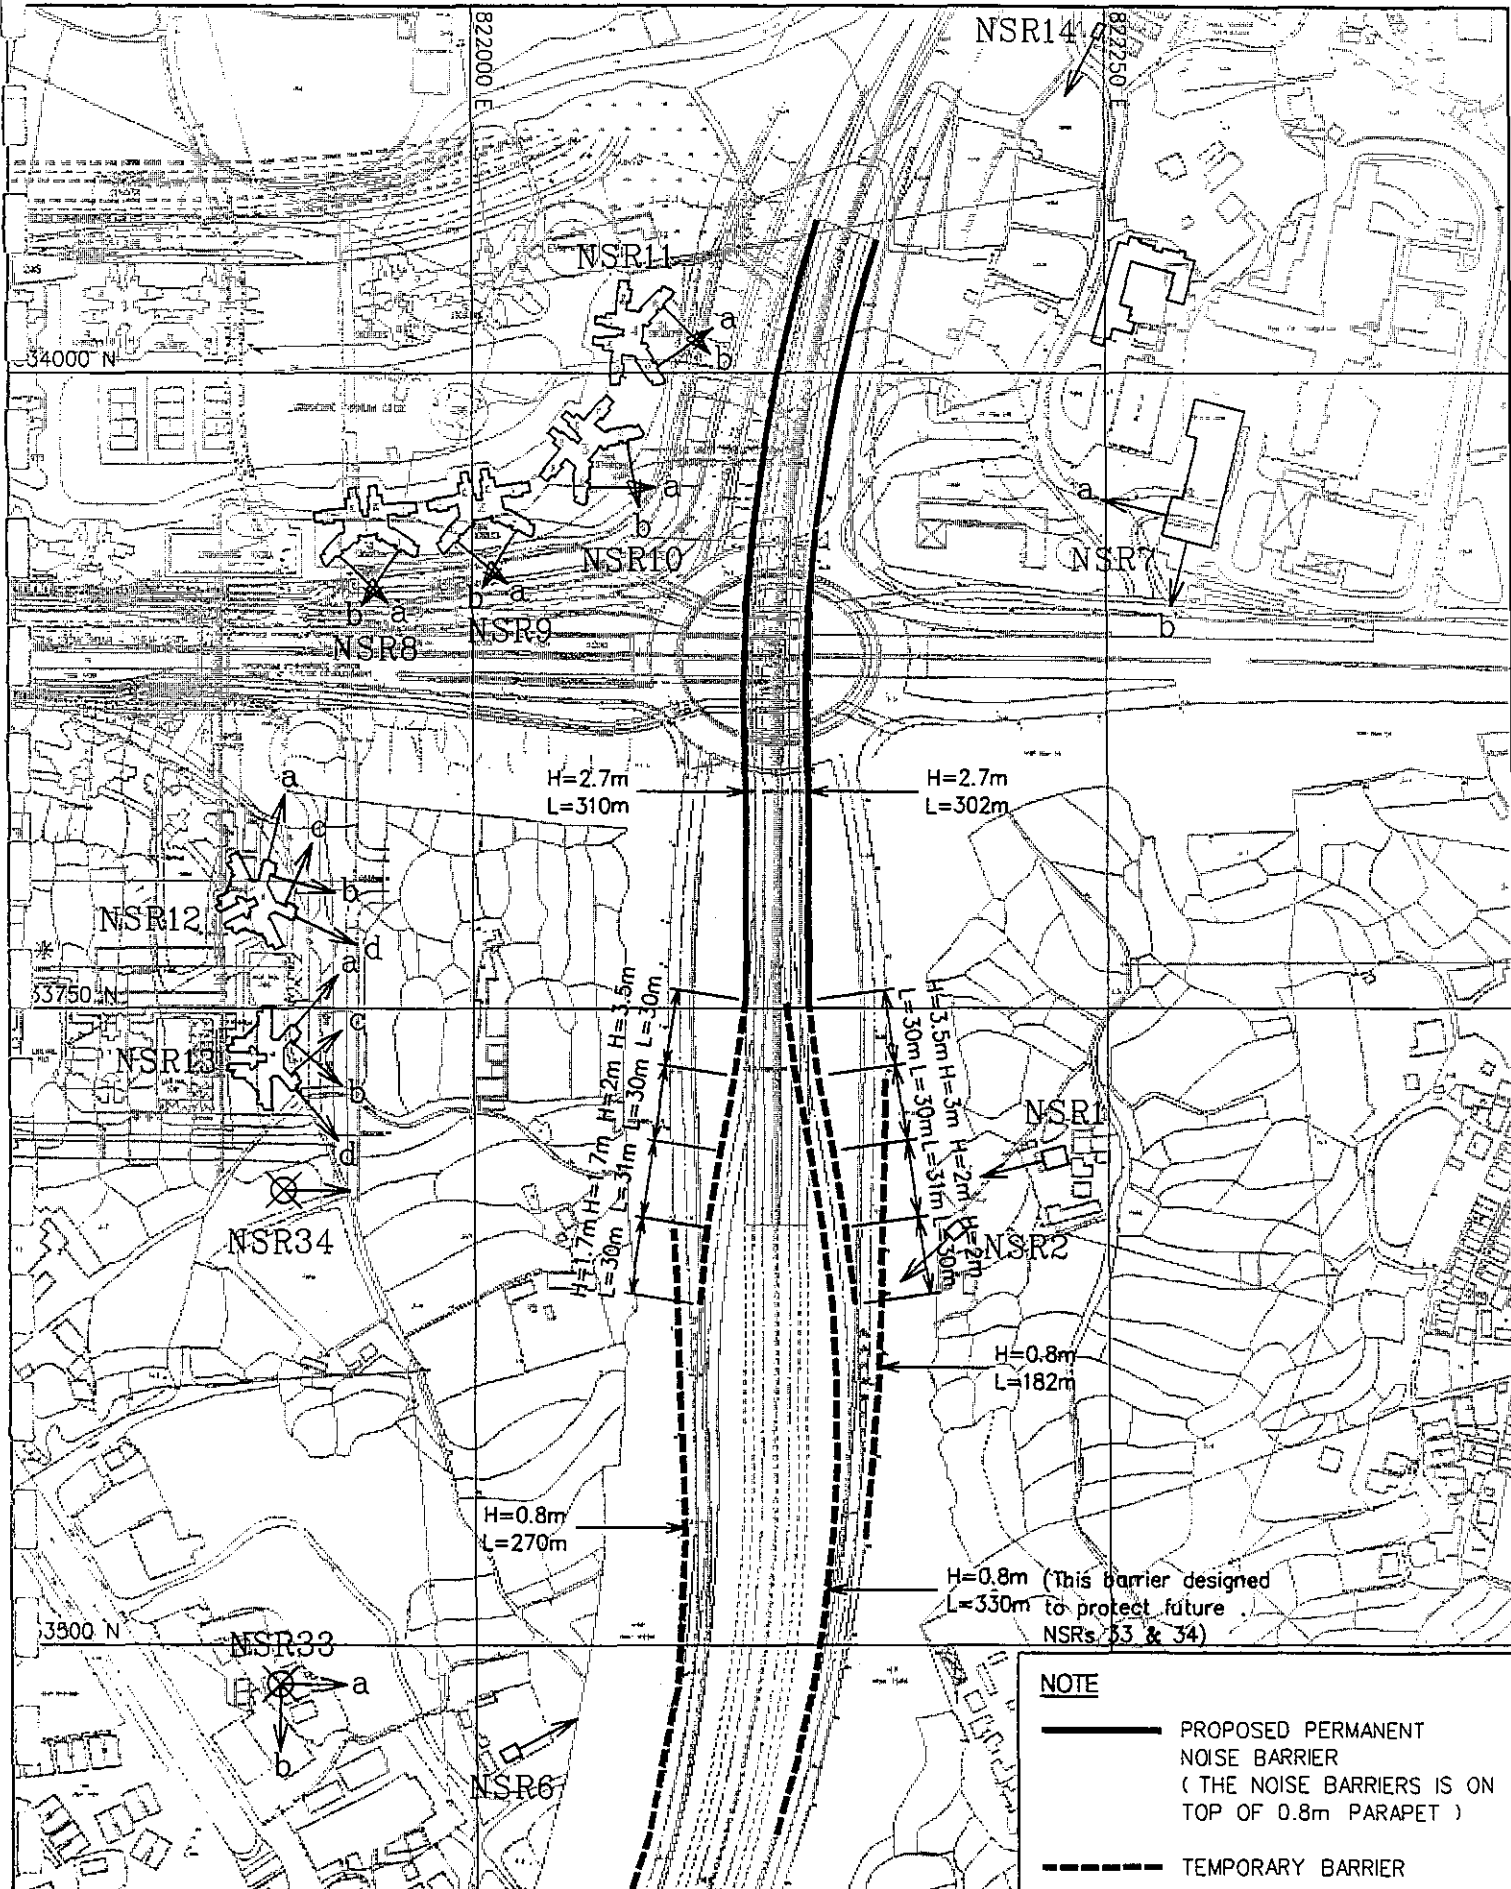 NSR14
822000 E
822250 E
NSR11
a
b
34000 N
a
b
NSR10
a
NSR7
b
b a
NSR8
b a
NSR9
H=2.7m
L=310m
H=2.7m
L=302m
a
c
b
NSR12
d
*
a
53750 N
c
NSR13
b
d
H=3.5m
L=30m
H=2m
L=30m
H=1.7m
L=31m
H=1.7m
L=30m
H=3.5m
L=30m
H=3m
L=30m
H=2m
L=31m
H=2m
L=30m
NSR1
NSR2
NSR34
H=0.8m
L=182m
H=0.8m
L=270m
H=0.8m (This barrier designed
L=330m to protect future
NSRs 33 & 34)
3500 N
NSR33
a
b
NSR6
NOTE
PROPOSED PERMANENT
NOISE BARRIER
( THE NOISE BARRIERS IS ON
TOP OF 0.8m PARAPET )
TEMPORARY BARRIER